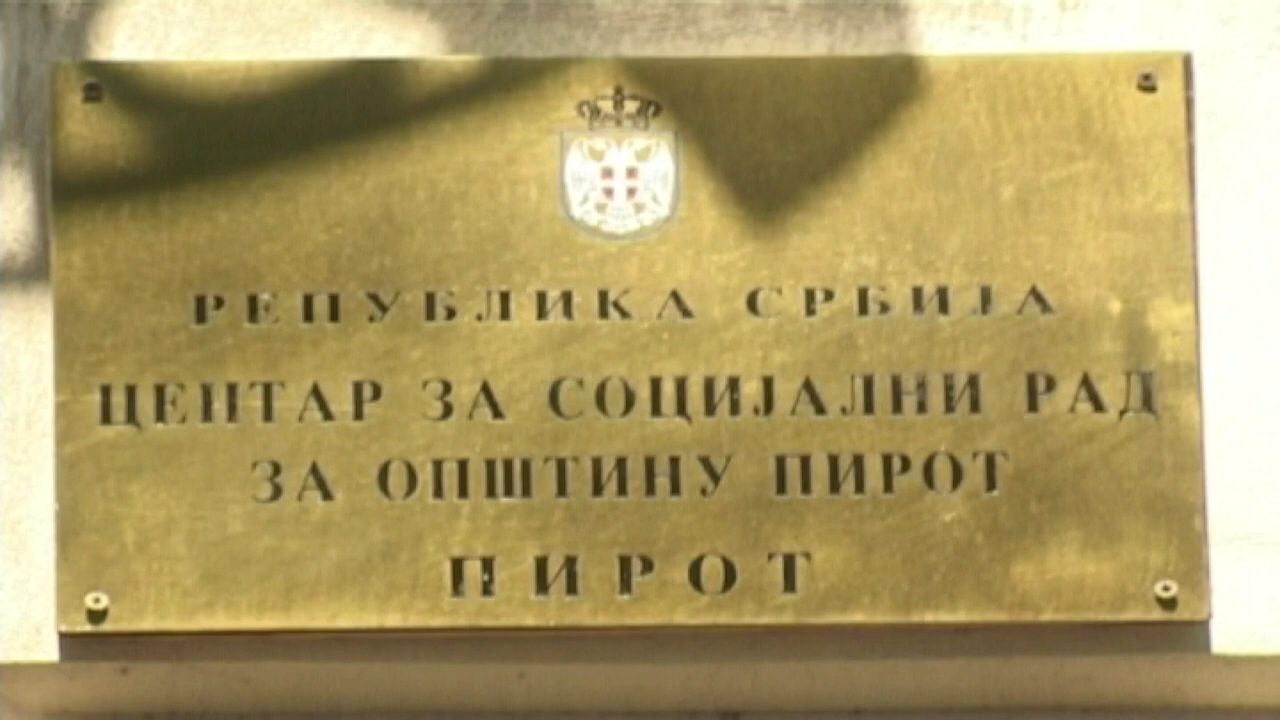 РЕПУБЛИКА СРБИЈА
ЦЕНТАР ЗА СОЦИЈАЛНИ РАД
ЗА ОПШТИНУ ПИРОТ
ПИРОТ